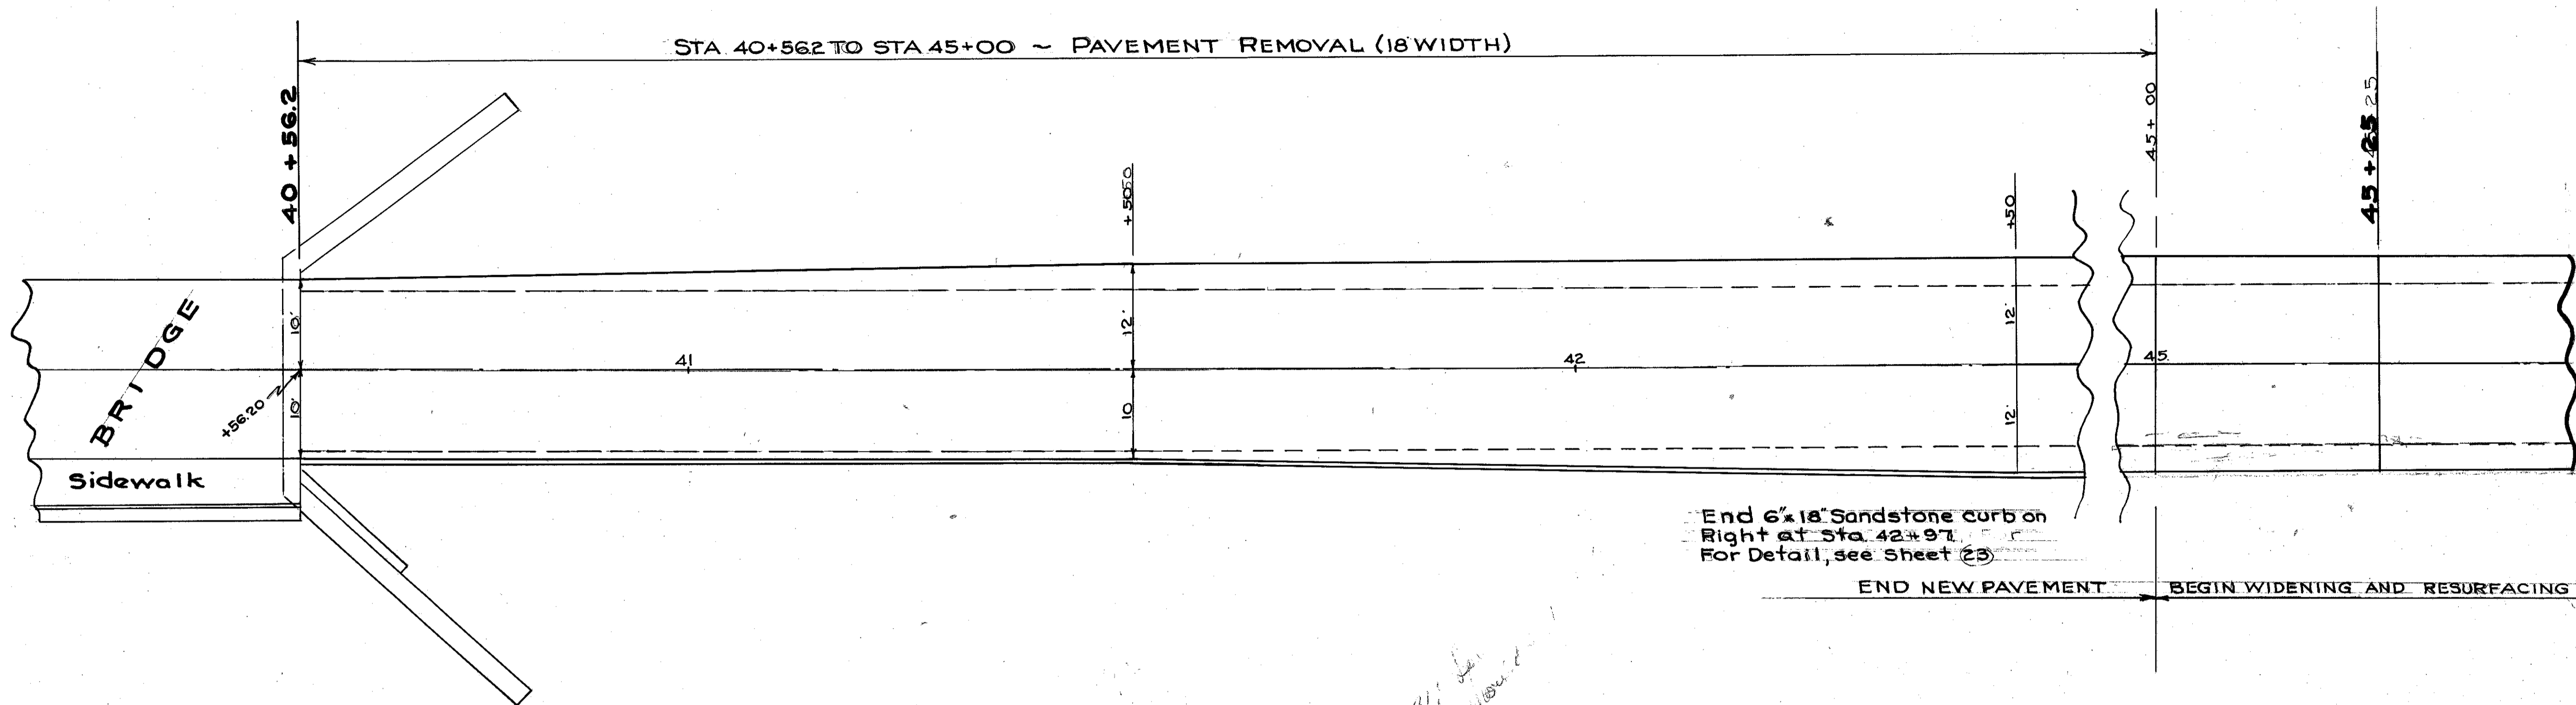 STA 40+56.2 TO STA 45+00 ~ PAVEMENT REMOVAL (18' WIDTH)
40+56.2
+50
+50
45+00
45+25
BRIDGE
10'
12'
12'
41
42
45
+56.20
10'
10
12'
Sidewalk
End 6"x18" Sandstone curb on
Right at Sta 42+97
For Detail, see Sheet 23
END NEW PAVEMENT
BEGIN WIDENING AND RESURFACING